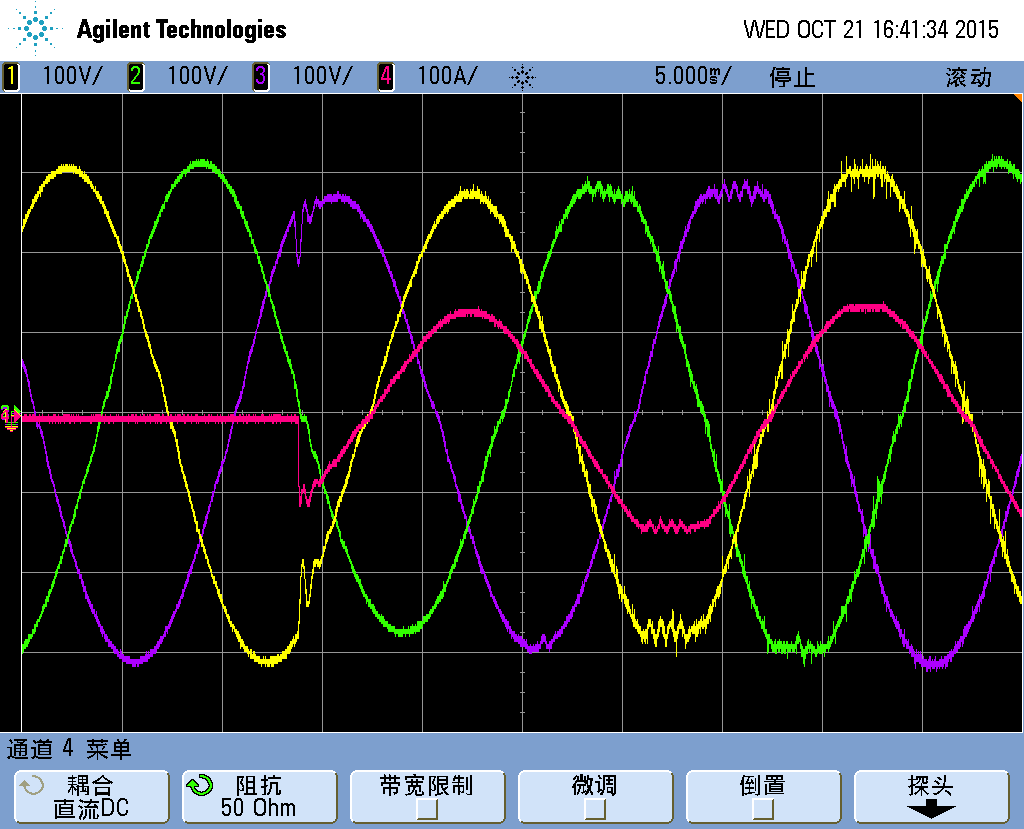 Agilent Technologies
WED OCT 21 16:41:34 2015
1 100V/ 2 100V/ 3 100V/ 4 100A/ 5.000㎳/ 停止 滚动
通道 4 菜单
耦合
直流DC
阻抗
50 Ohm
带宽限制
微调
倒置
探头